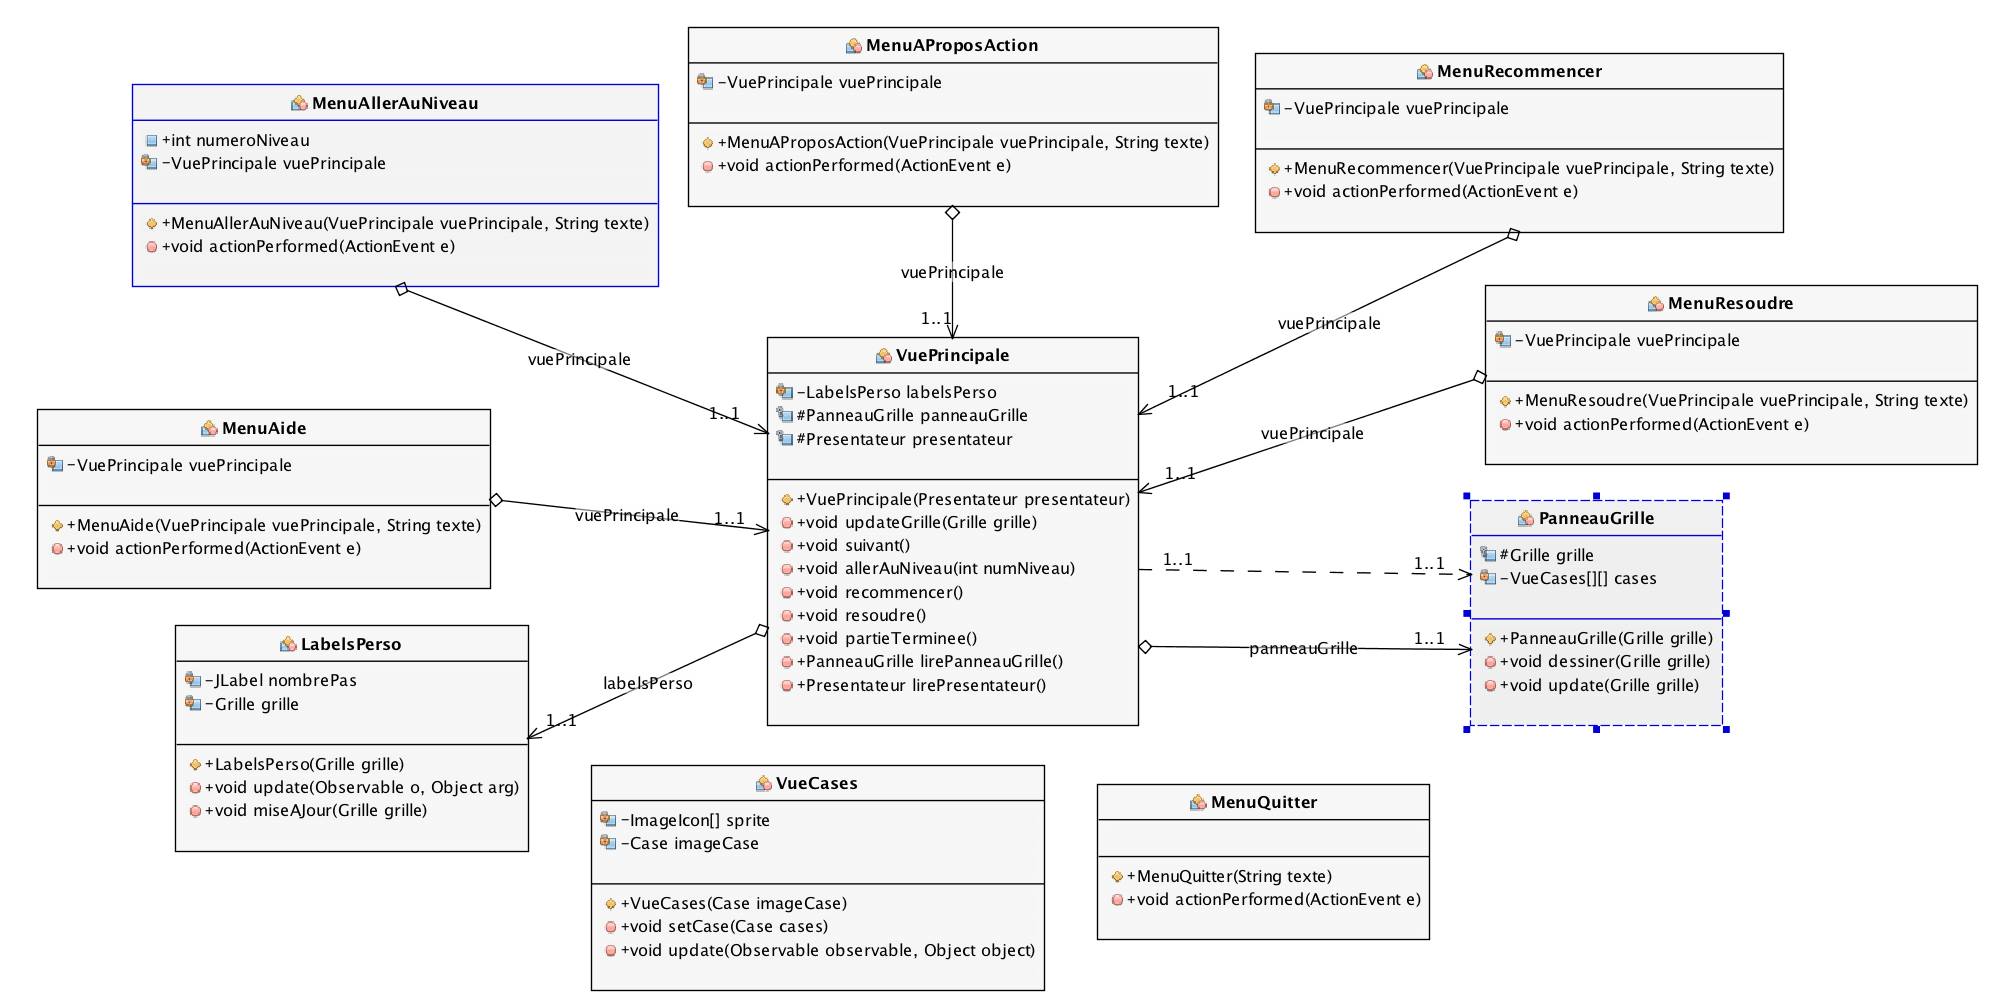 MenuAProposAction
-VuePrincipale vuePrincipale
+MenuAProposAction(VuePrincipale vuePrincipale, String texte)
+void actionPerformed(ActionEvent e)
MenuRecommencer
-VuePrincipale vuePrincipale
+MenuRecommencer(VuePrincipale vuePrincipale, String texte)
+void actionPerformed(ActionEvent e)
MenuAllerAuNiveau
+int numeroNiveau
-VuePrincipale vuePrincipale
+MenuAllerAuNiveau(VuePrincipale vuePrincipale, String texte)
+void actionPerformed(ActionEvent e)
vuePrincipale
1..1
vuePrincipale
1..1
vuePrincipale
1..1
MenuResoudre
-VuePrincipale vuePrincipale
+MenuResoudre(VuePrincipale vuePrincipale, String texte)
+void actionPerformed(ActionEvent e)
vuePrincipale
1..1
VuePrincipale
-LabelsPerso labelsPerso
#PanneauGrille panneauGrille
#Presentateur presentateur
+VuePrincipale(Presentateur presentateur)
+void updateGrille(Grille grille)
+void suivant()
+void allerAuNiveau(int numNiveau)
+void recommencer()
+void resoudre()
+void partieTerminee()
+PanneauGrille lirePanneauGrille()
+Presentateur lirePresentateur()
MenuAide
-VuePrincipale vuePrincipale
+MenuAide(VuePrincipale vuePrincipale, String texte)
+void actionPerformed(ActionEvent e)
vuePrincipale
1..1
1..1
1..1
panneauGrille
1..1
PanneauGrille
#Grille grille
-VueCases[][] cases
+PanneauGrille(Grille grille)
+void dessiner(Grille grille)
+void update(Grille grille)
labelsPerso
1..1
LabelsPerso
-JLabel nombrePas
-Grille grille
+LabelsPerso(Grille grille)
+void update(Observable o, Object arg)
+void miseAJour(Grille grille)
VueCases
-ImageIcon[] sprite
-Case imageCase
+VueCases(Case imageCase)
+void setCase(Case cases)
+void update(Observable observable, Object object)
MenuQuitter
+MenuQuitter(String texte)
+void actionPerformed(ActionEvent e)